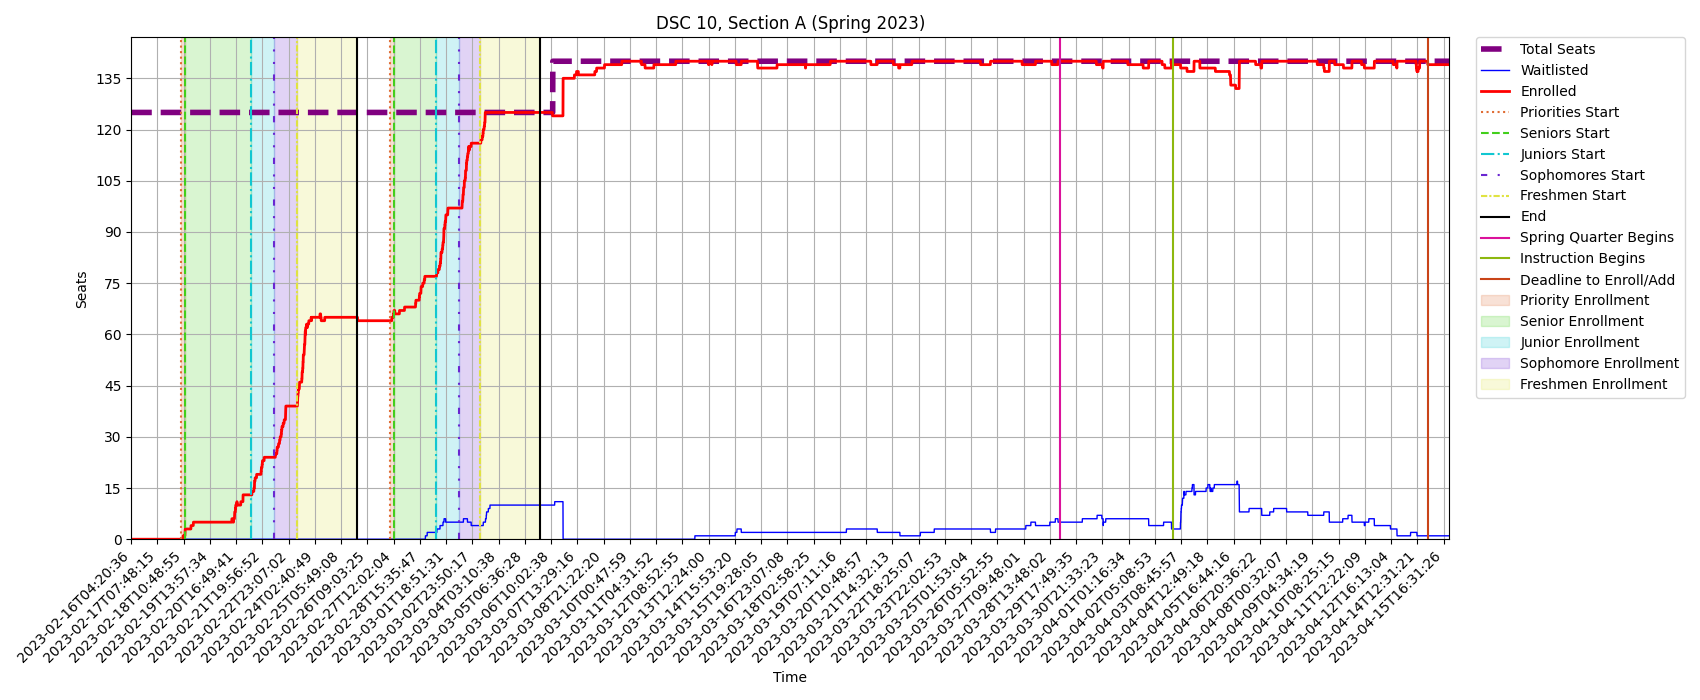 DSC 10, Section A (Spring 2023)
Seats
135
120
105
90
75
60
45
30
15
0
2023-02-16T04:20:36
2023-02-17T07:48:15
2023-02-18T10:48:55
2023-02-19T13:57:34
2023-02-20T16:49:41
2023-02-21T19:56:52
2023-02-22T23:07:02
2023-02-24T02:40:49
2023-02-25T05:49:08
2023-02-26T09:03:25
2023-02-27T12:02:04
2023-02-28T15:35:47
2023-03-01T18:51:31
2023-03-02T23:50:17
2023-03-04T03:10:38
2023-03-05T06:36:28
2023-03-06T10:02:38
2023-03-07T13:29:16
2023-03-08T21:22:20
2023-03-10T00:47:59
2023-03-11T04:31:52
2023-03-12T08:52:55
2023-03-13T12:24:00
2023-03-14T15:53:20
2023-03-15T19:28:05
2023-03-16T23:07:08
2023-03-18T02:58:25
2023-03-19T07:11:16
2023-03-20T10:48:57
2023-03-21T14:32:13
2023-03-22T18:25:07
2023-03-23T22:02:53
2023-03-25T01:53:04
2023-03-26T05:52:55
2023-03-27T09:48:01
2023-03-28T13:48:02
2023-03-29T17:49:35
2023-03-30T21:33:23
2023-04-01T01:16:34
2023-04-02T05:08:53
2023-04-03T08:45:57
2023-04-04T12:49:18
2023-04-05T16:44:16
2023-04-06T20:36:22
2023-04-08T00:32:07
2023-04-09T04:34:19
2023-04-10T08:25:15
2023-04-11T12:22:09
2023-04-12T16:13:04
2023-04-14T12:31:21
2023-04-15T16:31:26
Time
Total Seats
Waitlisted
Enrolled
Priorities Start
Seniors Start
Juniors Start
Sophomores Start
Freshmen Start
End
Spring Quarter Begins
Instruction Begins
Deadline to Enroll/Add
Priority Enrollment
Senior Enrollment
Junior Enrollment
Sophomore Enrollment
Freshmen Enrollment